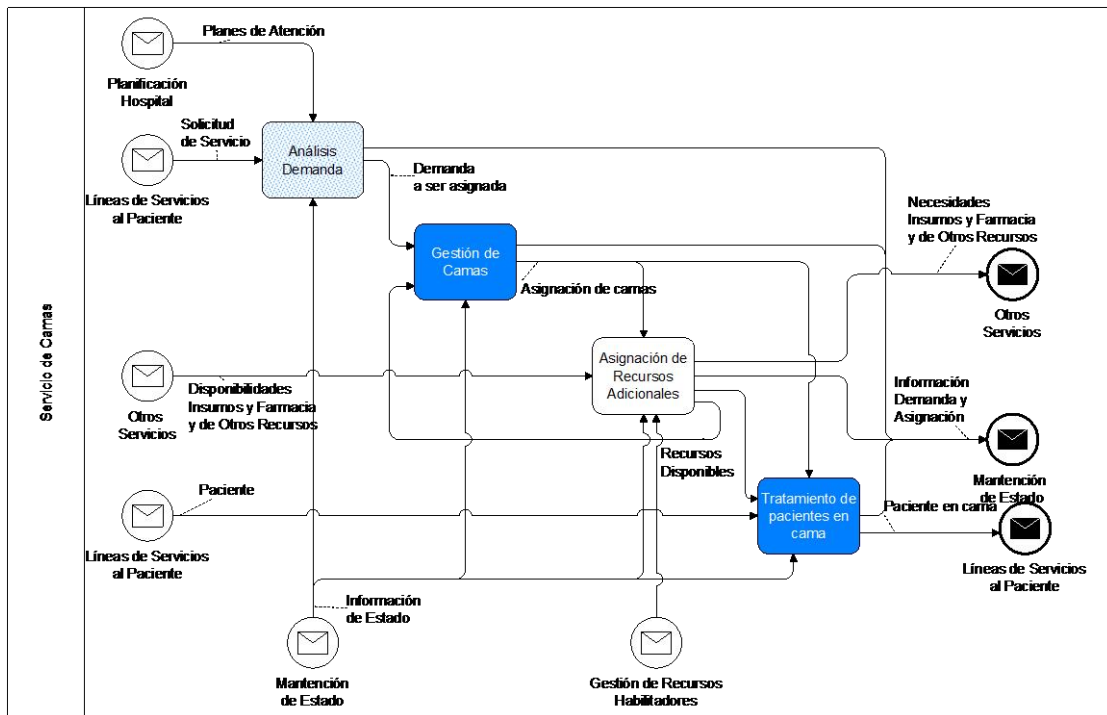 Servicio de Camas
Planes de Atención
Planificación
Hospital
Solicitud
de Servicio
Líneas de Servicios
al Paciente
Análisis
Demanda
Demanda
a ser asignada
Gestión de
Camas
Asignación de camas
Necesidades
Insumos y Farmacia
y de Otros Recursos
Otros
Servicios
Otros
Servicios
Disponibilidades
Insumos y Farmacia
y de Otros Recursos
Asignación de
Recursos
Adicionales
Recursos
Disponibles
Información
Demanda y
Asignación
Mantención
de Estado
Paciente
Líneas de Servicios
al Paciente
Tratamiento de
pacientes en
cama
Paciente en cama
Líneas de Servicios
al Paciente
Información
de Estado
Mantención
de Estado
Gestión de Recursos
Habilitadores